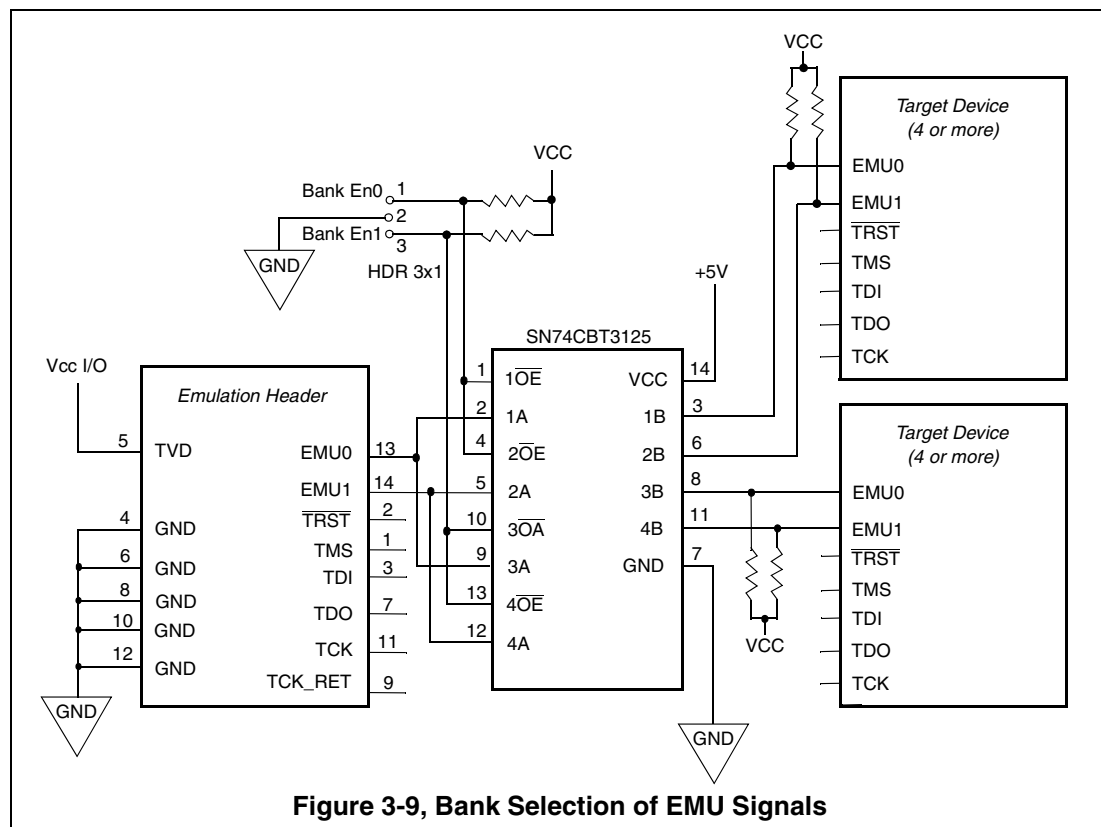 VCC
Target Device
(4 or more)
EMU0
EMU1
TRST
TMS
TDI
TDO
TCK
VCC
Bank En0 1
2
Bank En1 3
GND
HDR 3x1
+5V
SN74CBT3125
1 1OE
2 1A
4 2OE
5 2A
10 3OA
9 3A
13 4OE
12 4A
VCC 14
1B 3
2B 6
3B 8
4B 11
GND 7
GND
Vcc I/O
Emulation Header
5 TVD
4 GND
6 GND
8 GND
10 GND
12 GND
GND
EMU0 13
EMU1 14
TRST 2
TMS 1
TDI 3
TDO 7
TCK 11
TCK_RET 9
Target Device
(4 or more)
EMU0
EMU1
TRST
TMS
TDI
TDO
TCK
VCC
Figure 3-9, Bank Selection of EMU Signals